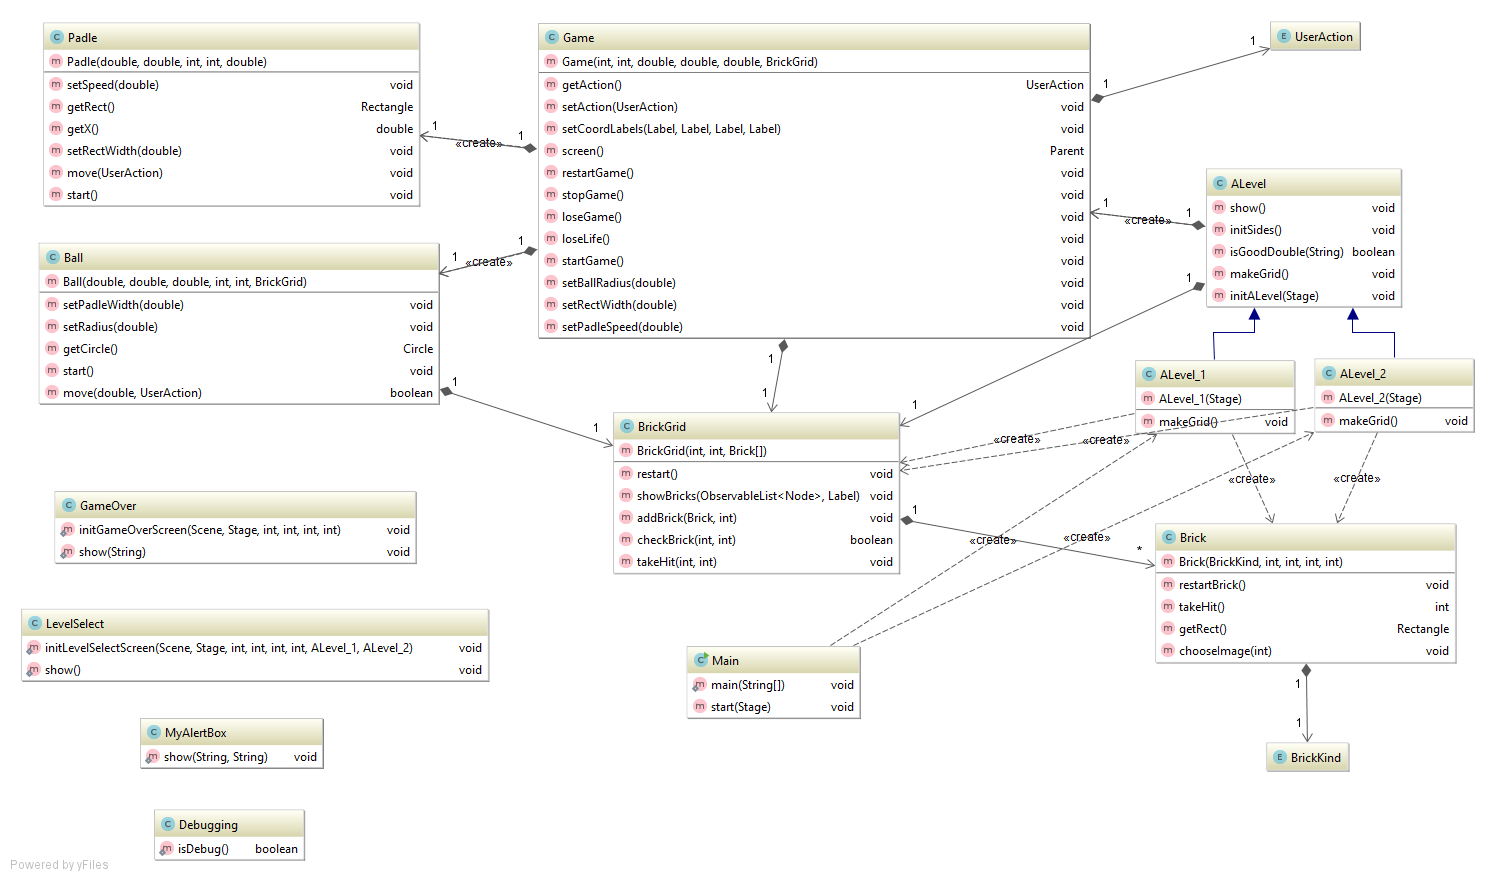 Padle
Padle(double, double, int, int, double)
setSpeed(double) void
getRect() Rectangle
getX() double
setRectWidth(double) void
move(UserAction) void
start() void
1
«create»
1
Game
Game(int, int, double, double, double, BrickGrid)
getAction() UserAction
setAction(UserAction) void
setCoordLabels(Label, Label, Label, Label) void
screen() Parent
restartGame() void
stopGame() void
loseGame() void
loseLife() void
startGame() void
setBallRadius(double) void
setRectWidth(double) void
setPadleSpeed(double) void
1
1
UserAction
Ball
Ball(double, double, double, int, int, BrickGrid)
setPadleWidth(double) void
setRadius(double) void
getCircle() Circle
start() void
move(double, UserAction) boolean
1
«create»
1
1
1
1
1
ALevel
show() void
initSides() void
isGoodDouble(String) boolean
makeGrid() void
initALevel(Stage) void
1
«create»
1
1
1
ALevel_1
ALevel_1(Stage)
makeGrid() void
ALevel_2
ALevel_2(Stage)
makeGrid() void
«create»
«create»
«create»
«create»
BrickGrid
BrickGrid(int, int, Brick[])
restart() void
showBricks(ObservableList<Node>, Label) void
addBrick(Brick, int) void
checkBrick(int, int) boolean
takeHit(int, int) void
1
*
«create»
«create»
Brick
Brick(BrickKind, int, int, int, int)
restartBrick() void
takeHit() int
getRect() Rectangle
chooseImage(int) void
1
1
BrickKind
GameOver
initGameOverScreen(Scene, Stage, int, int, int, int) void
show(String) void
LevelSelect
initLevelSelectScreen(Scene, Stage, int, int, int, int, ALevel_1, ALevel_2) void
show() void
Main
main(String[]) void
start(Stage) void
MyAlertBox
show(String, String) void
Debugging
isDebug() boolean
Powered by yFiles